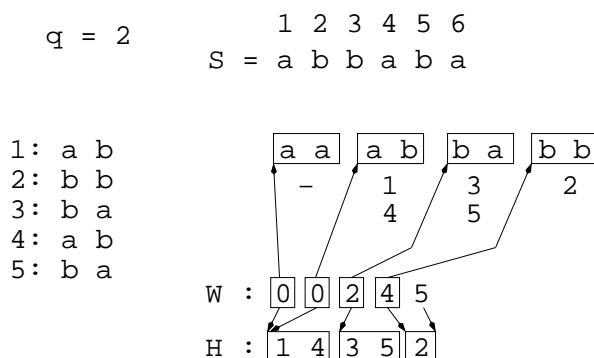 q = 2
1 2 3 4 5 6
S = a b b a b a
1: a b
2: b b
3: b a
4: a b
5: b a
a a a b b a b b
– 1 3 2
4 5
W : 0 0 2 4 5
H : 1 4 3 5 2